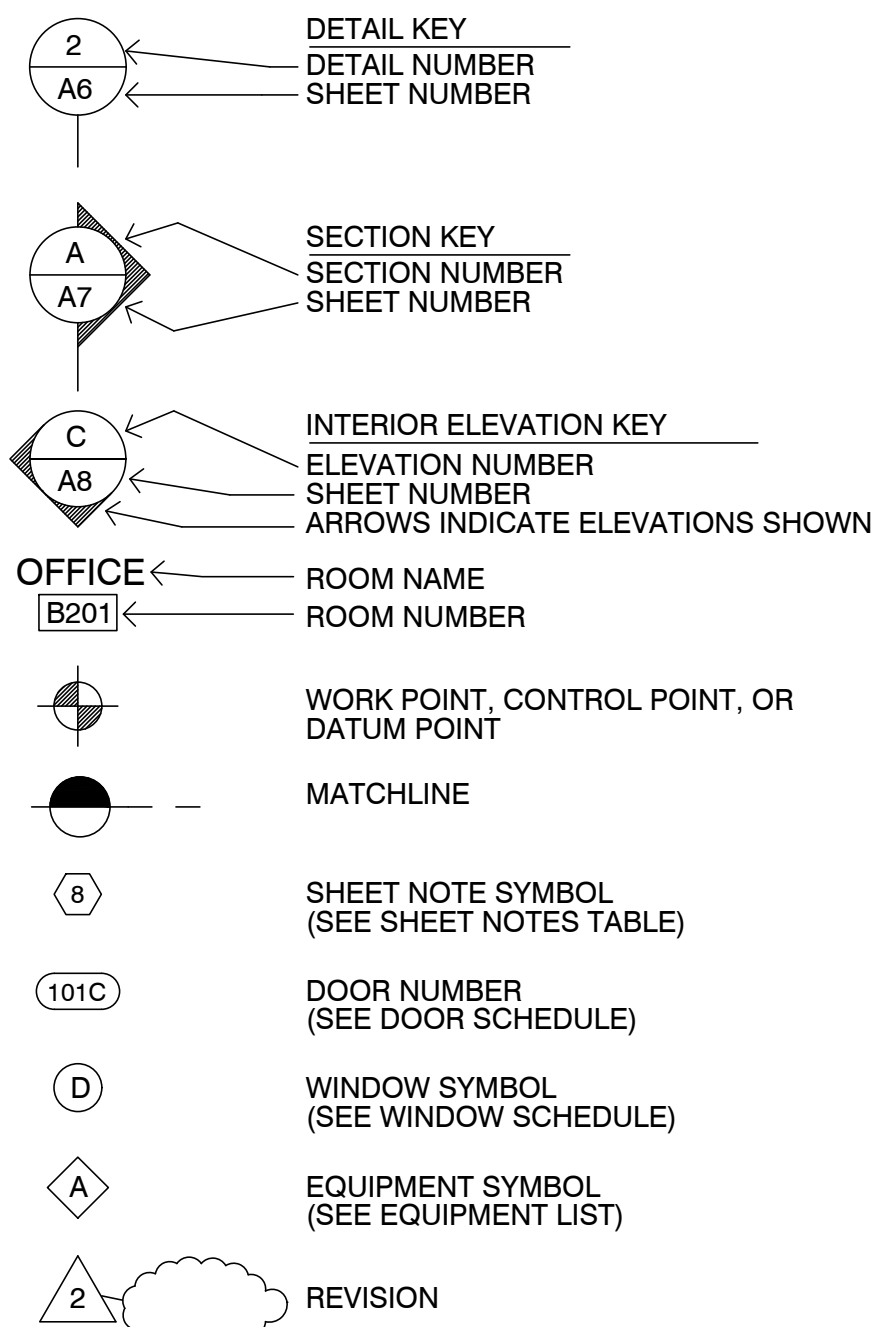 DETAIL KEY
2
DETAIL NUMBER
A6
SHEET NUMBER
SECTION KEY
A
SECTION NUMBER
A7
SHEET NUMBER
INTERIOR ELEVATION KEY
C
ELEVATION NUMBER
A8
SHEET NUMBER
ARROWS INDICATE ELEVATIONS SHOWN
OFFICE
ROOM NAME
B201
ROOM NUMBER
WORK POINT, CONTROL POINT, OR
DATUM POINT
MATCHLINE
8
SHEET NOTE SYMBOL
(SEE SHEET NOTES TABLE)
101C
DOOR NUMBER
(SEE DOOR SCHEDULE)
D
WINDOW SYMBOL
(SEE WINDOW SCHEDULE)
A
EQUIPMENT SYMBOL
(SEE EQUIPMENT LIST)
2
REVISION